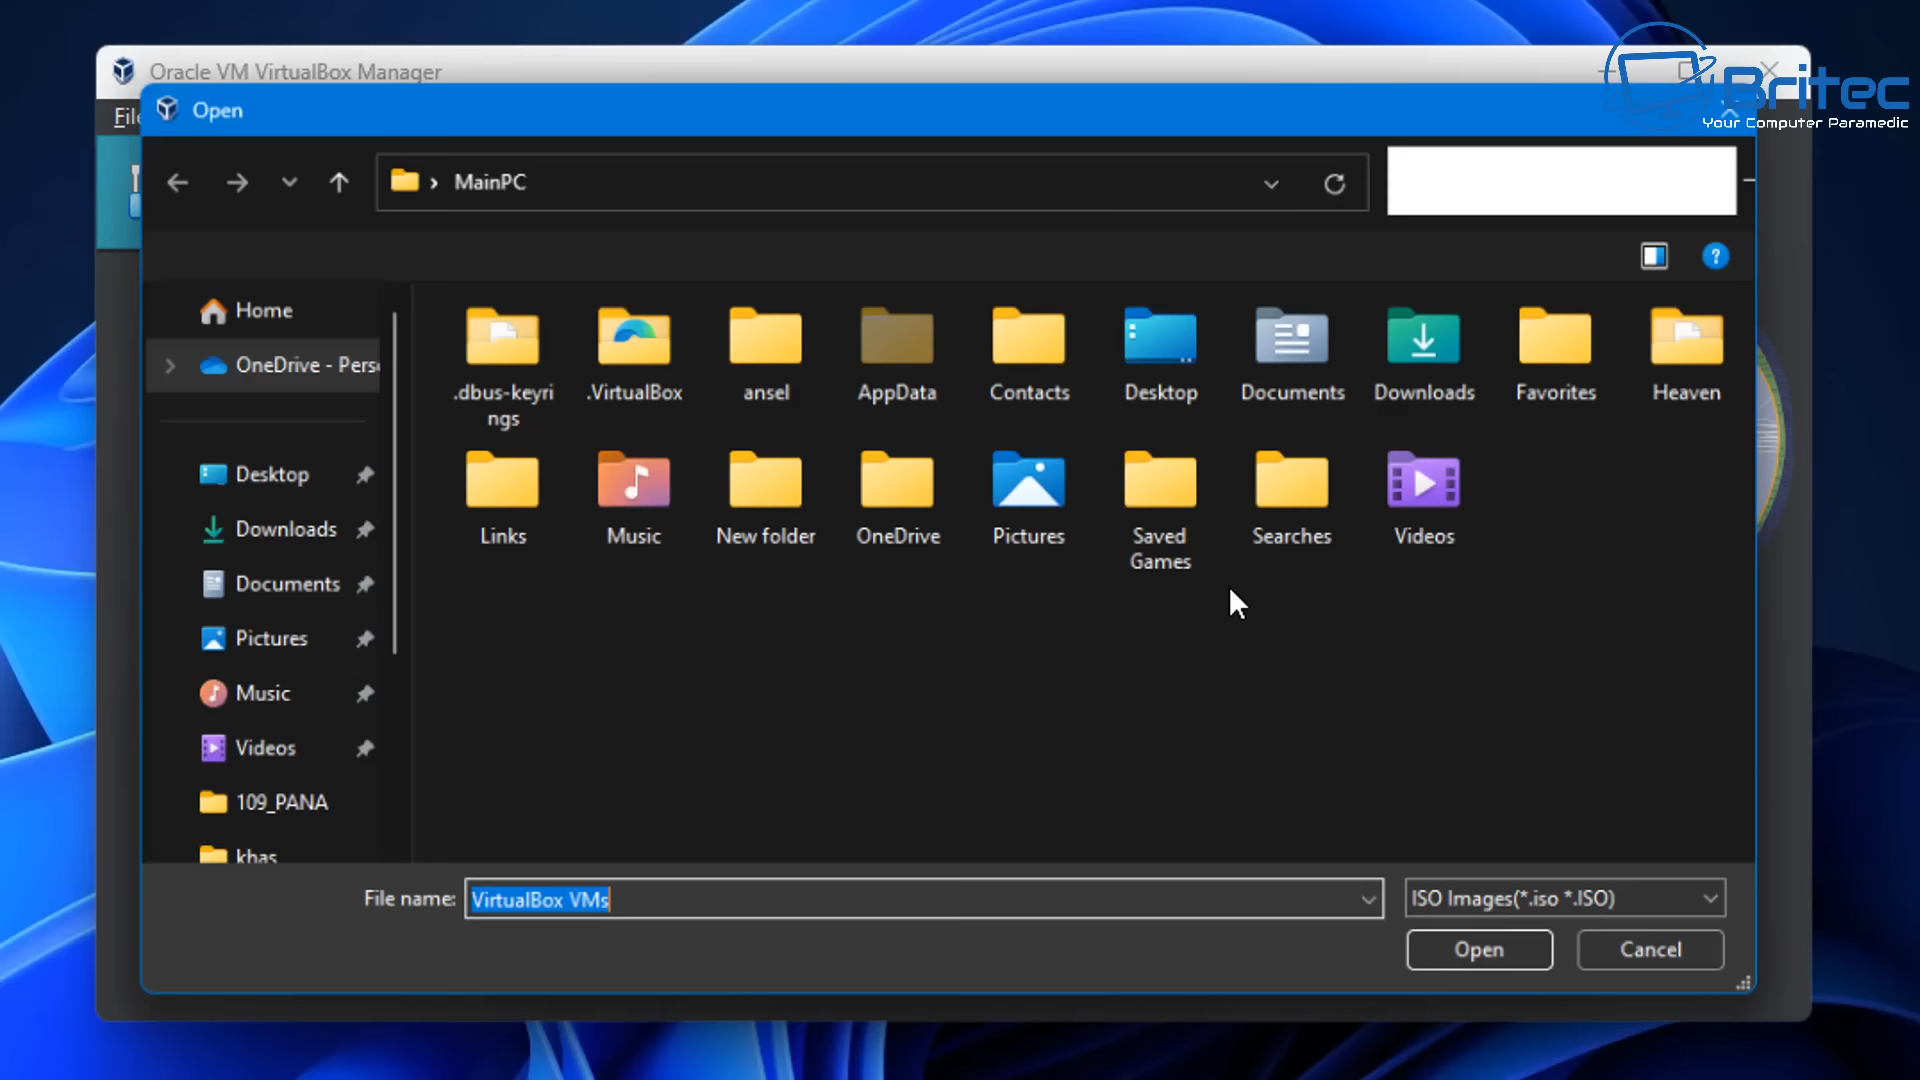 Oracle VM VirtualBox Manager
Britec
Your Computer Paramedic
File
Open
MainPC
?
Home
OneDrive - Pers
Desktop
Downloads
Documents
Pictures
Music
Videos
109_PANA
khas
.dbus-keyri
ngs
.VirtualBox
ansel
AppData
Contacts
Desktop
Documents
Downloads
Favorites
Heaven
Links
Music
New folder
OneDrive
Pictures
Saved
Games
Searches
Videos
File name:
VirtualBox VMs
ISO Images(*.iso *.ISO)
Open
Cancel